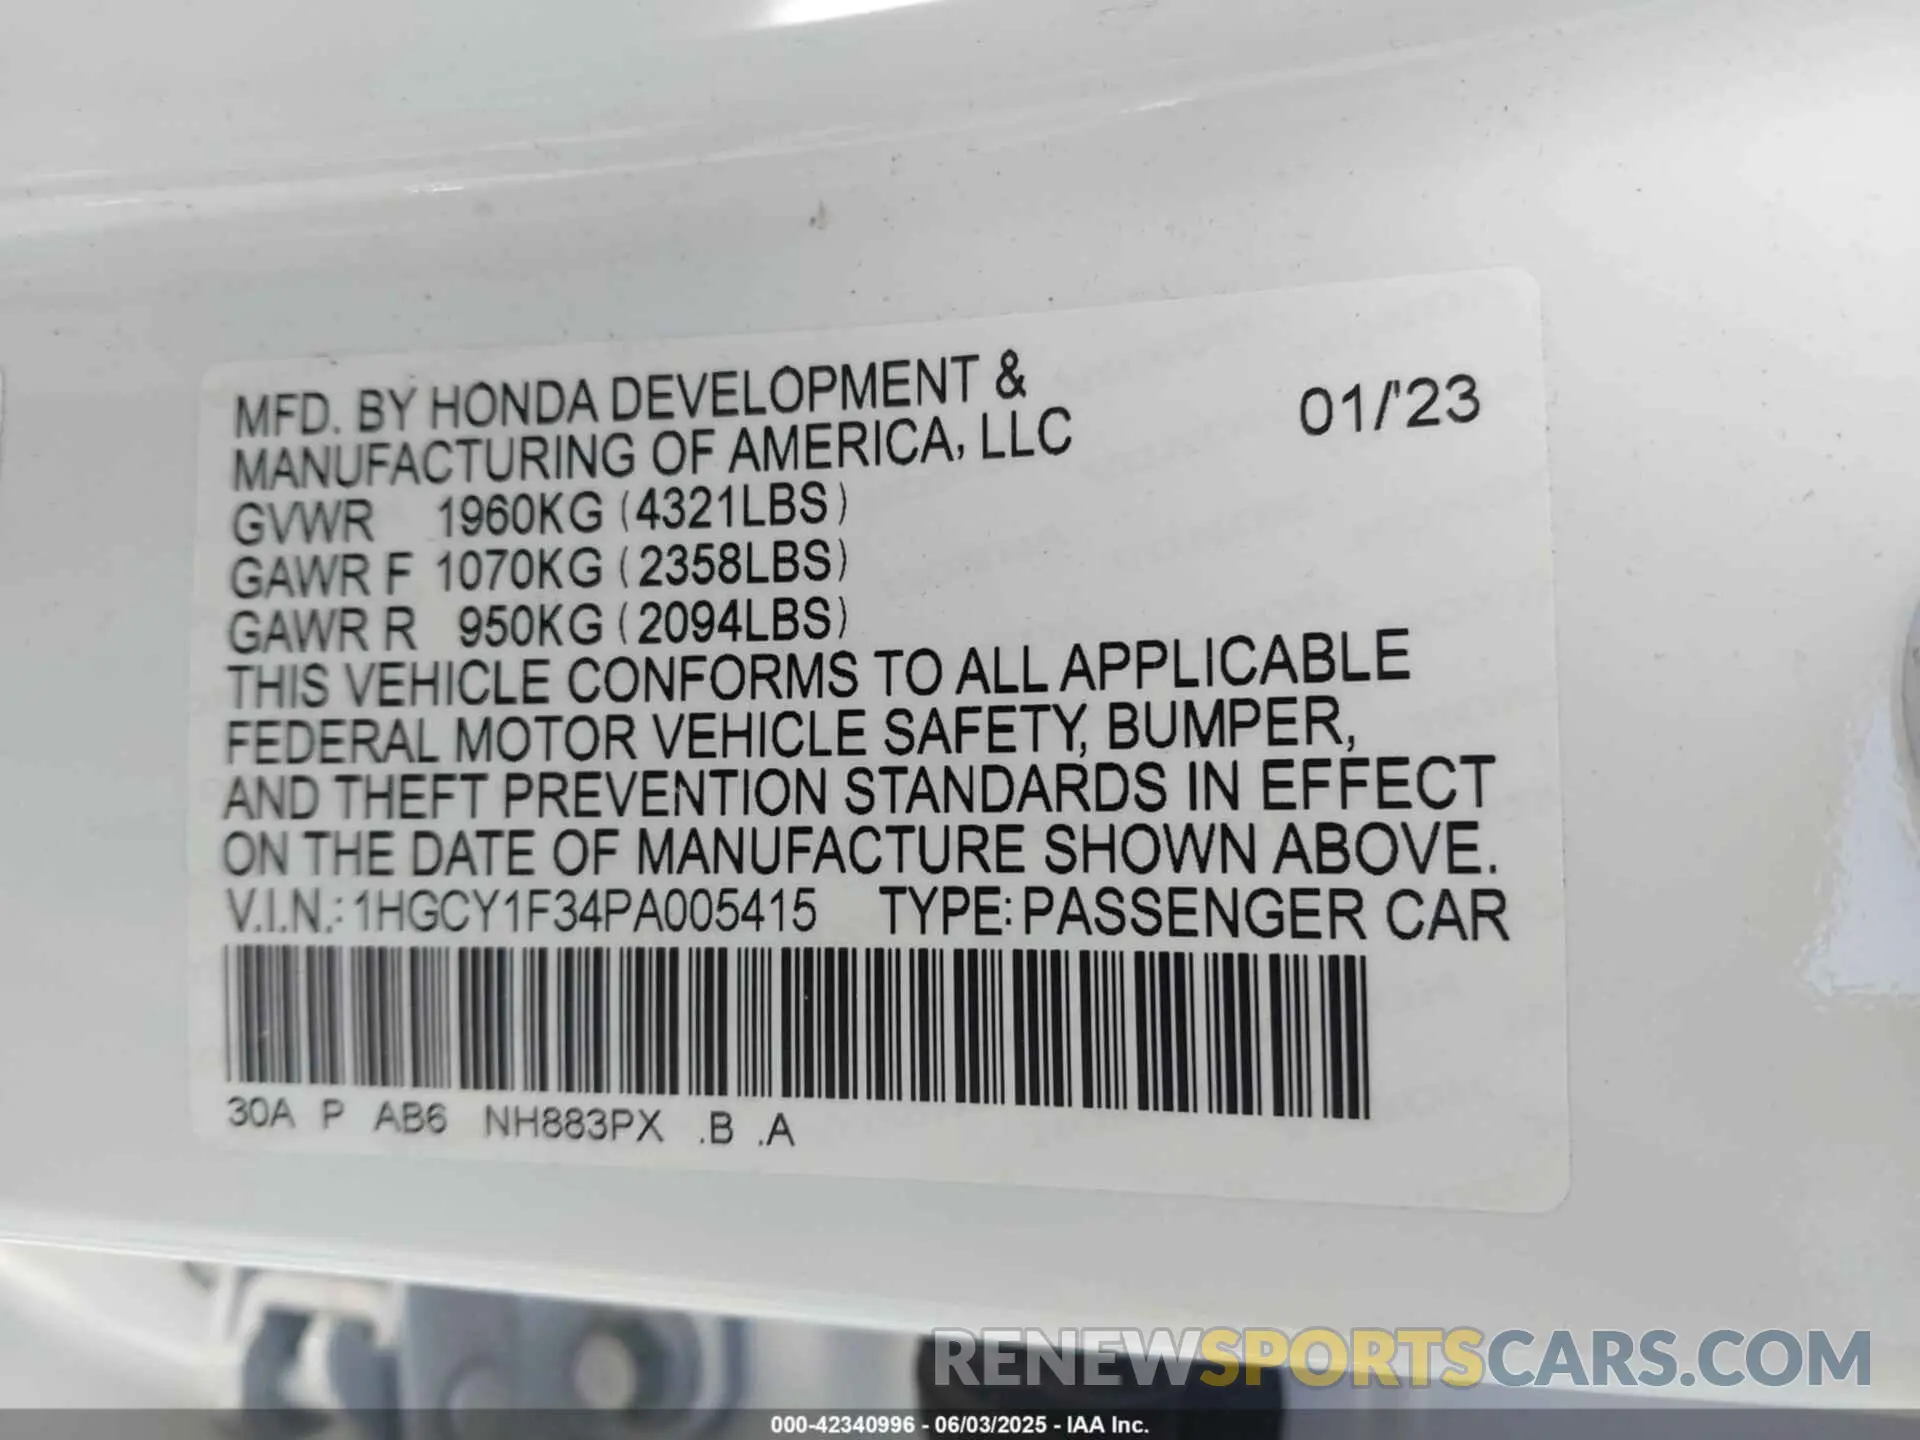 MFD. BY HONDA DEVELOPMENT &
MANUFACTURING OF AMERICA, LLC
01/'23
GVWR 1960KG (4321LBS)
GAWR F 1070KG (2358LBS)
GAWR R 950KG (2094LBS)
THIS VEHICLE CONFORMS TO ALL APPLICABLE
FEDERAL MOTOR VEHICLE SAFETY, BUMPER,
AND THEFT PREVENTION STANDARDS IN EFFECT
ON THE DATE OF MANUFACTURE SHOWN ABOVE.
V.I.N.: 1HGCY1F34PA005415 TYPE: PASSENGER CAR
30A P AB6 NH883PX .B .A
RENEWSPORTSCARS.COM
000-42340996 - 06/03/2025 - IAA Inc.